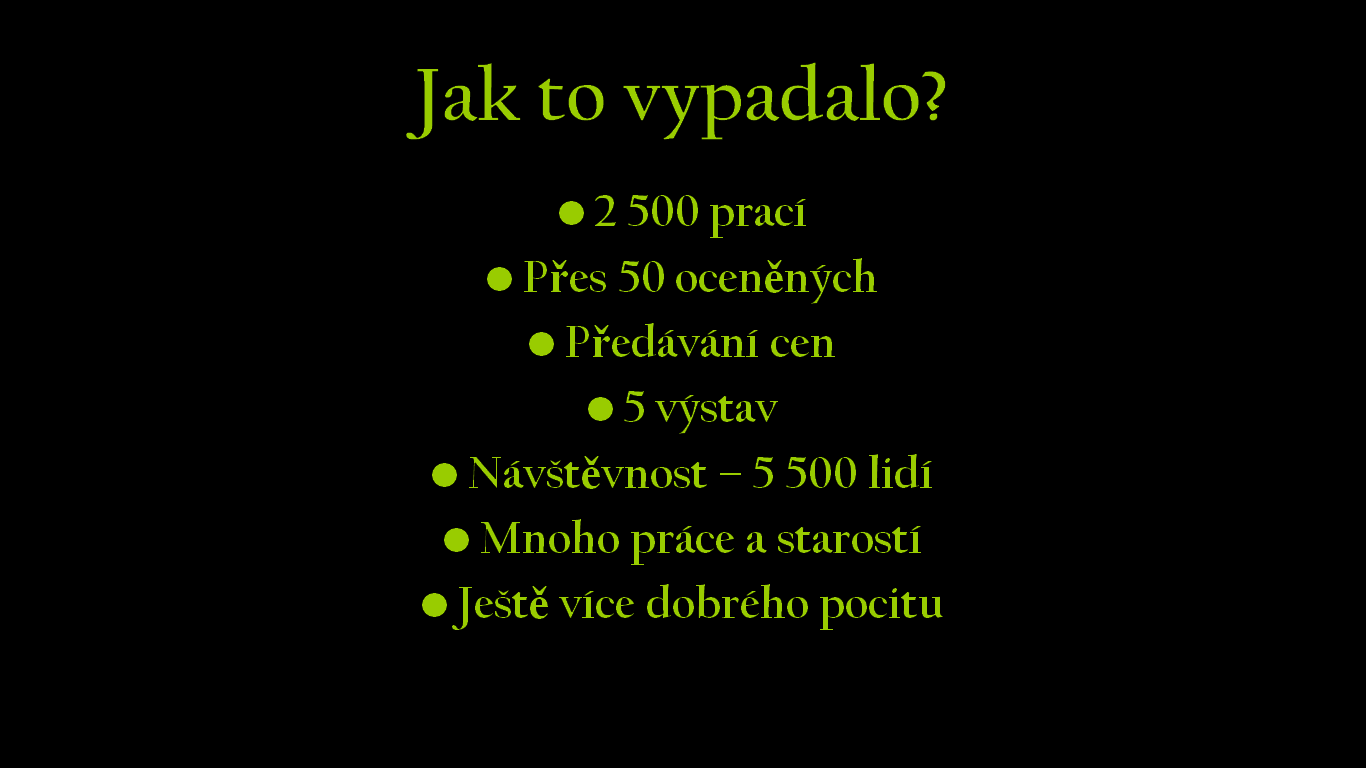 Jak to vypadalo?
● 2 500 prací
● Přes 50 oceněných
● Předávání cen
● 5 výstav
● Návštěvnost – 5 500 lidí
● Mnoho práce a starostí
● Ještě více dobrého pocitu